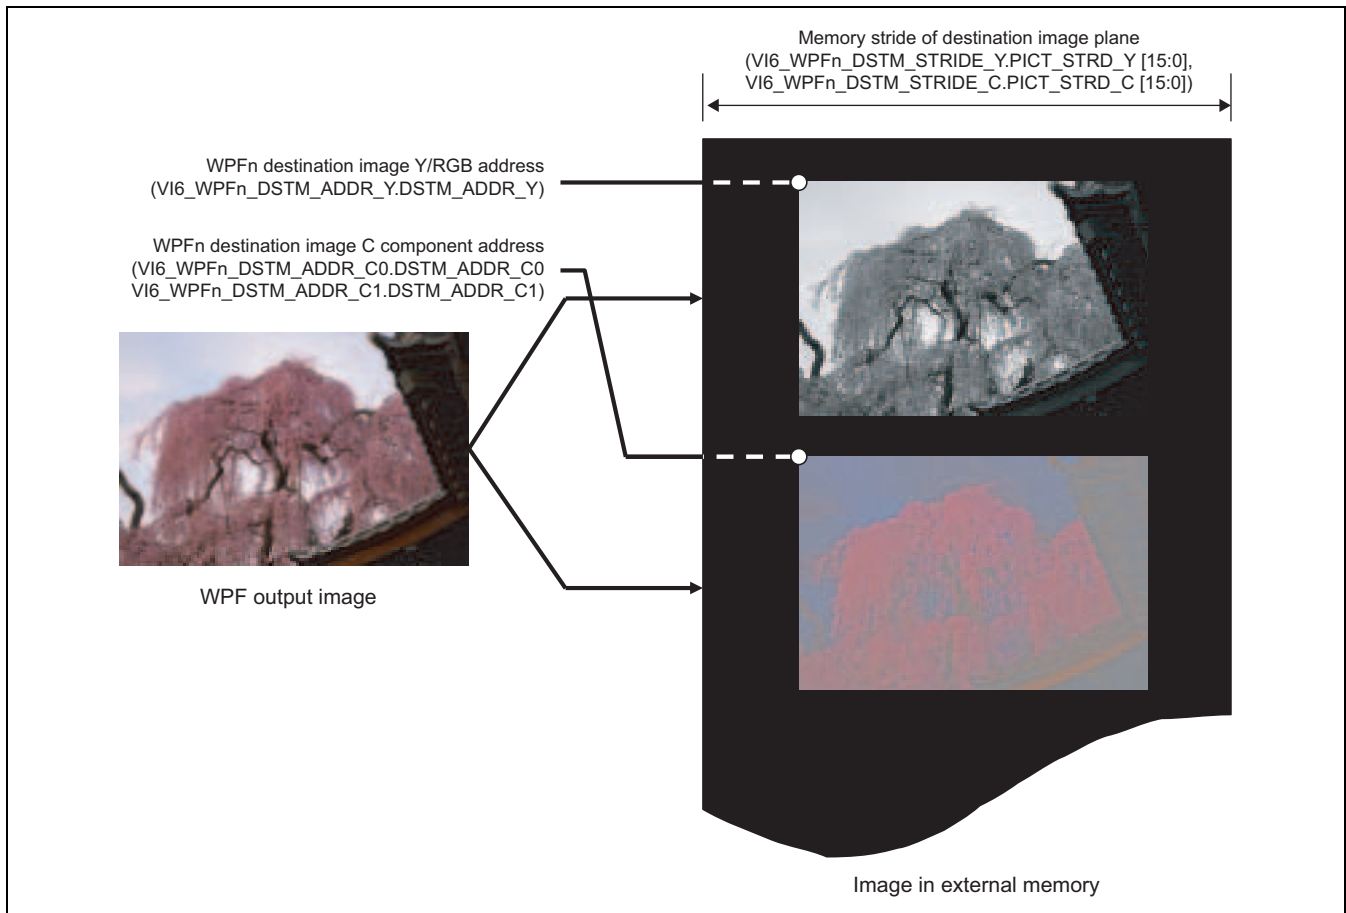 Memory stride of destination image plane
(VI6_WPFn_DSTM_STRIDE_Y.PICT_STRD_Y [15:0],
VI6_WPFn_DSTM_STRIDE_C.PICT_STRD_C [15:0])
WPFn destination image Y/RGB address
(VI6_WPFn_DSTM_ADDR_Y.DSTM_ADDR_Y)
WPFn destination image C component address
(VI6_WPFn_DSTM_ADDR_C0.DSTM_ADDR_C0
VI6_WPFn_DSTM_ADDR_C1.DSTM_ADDR_C1)
WPF output image
Image in external memory